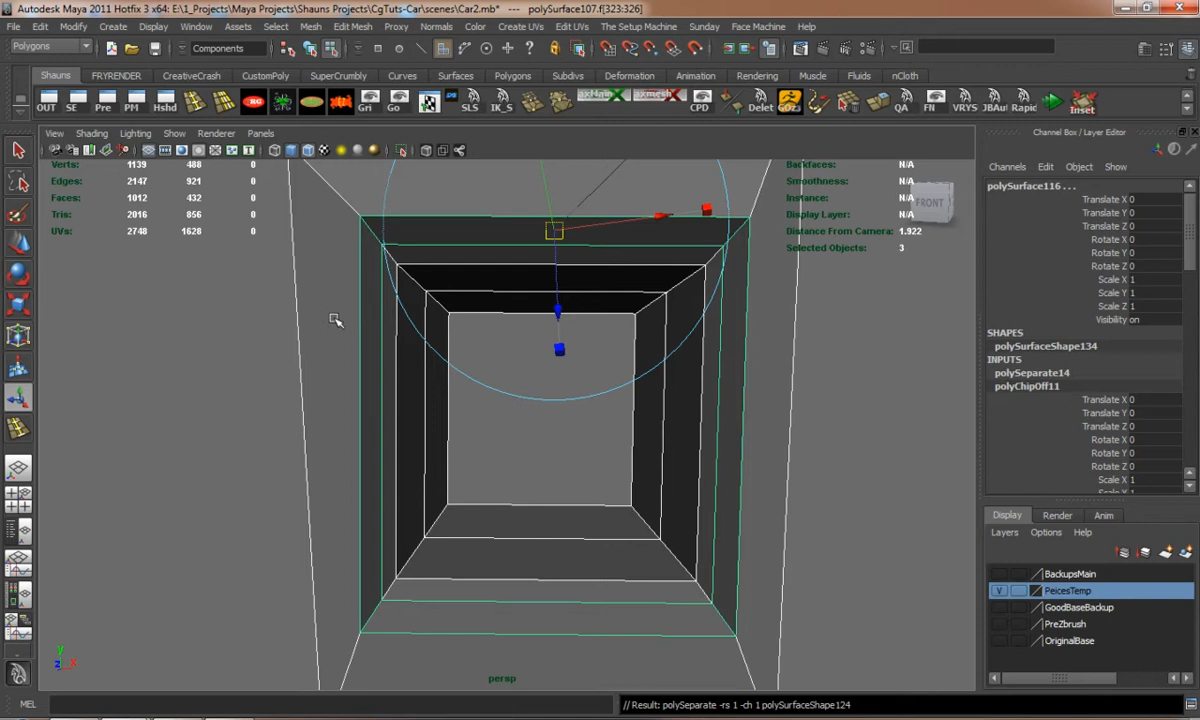 Autodesk Maya 2011 Hotfix 3 x64: E:\1_Projects\Maya Projects\Shauns Projects\CgTuts-Car\scenes\Car2.mb* --- polySurface107.f[323:326]
File Edit Modify Create Display Window Assets Select Mesh Edit Mesh Proxy Normals Color Create UVs Edit UVs The Setup Machine Sunday Face Machine Muscle Help
Polygons Components
Shauns FRYRENDER CreativeCrash CustomPoly SuperCrumbly Curves Surfaces Polygons Subdivs Deformation Animation Rendering Muscle Fluids nCloth
OUT SE Pre PM Hshd Gri Go SLS IK_S CPD Delet GOz3 QA FN VRYS JBAu Rapic Inset
View Shading Lighting Show Renderer Panels
Verts: 1139 488 0
Edges: 2147 921 0
Faces: 1012 432 0
Tris: 2016 856 0
UVs: 2748 1628 0
Backfaces: N/A
Smoothness: N/A
Instance: N/A
Display Layer: N/A
Distance From Camera: 1.922
Selected Objects: 3
FRONT
y
z x
persp
Channel Box / Layer Editor
Channels Edit Object Show
polySurface116 . . .
Translate X 0
Translate Y 0
Translate Z 0
Rotate X 0
Rotate Y 0
Rotate Z 0
Scale X 1
Scale Y 1
Scale Z 1
Visibility on
SHAPES
polySurfaceShape134
INPUTS
polySeparate14
polyChipOff11
Translate X 0
Translate Y 0
Translate Z 0
Rotate X 0
Rotate Y 0
Rotate Z 0
Scale X 1
Scale Y 1
Display Render Anim
Layers Options Help
BackupsMain
V PeicesTemp
GoodBaseBackup
PreZbrush
OriginalBase
MEL
// Result: polySeparate -rs 1 -ch 1 polySurfaceShape124